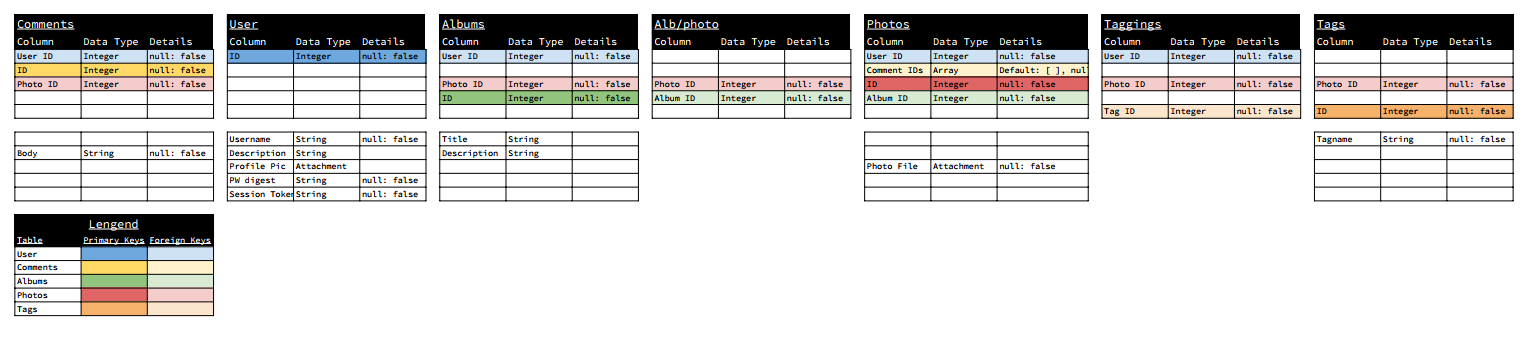 Comments User Albums Alb/photo Photos Taggings Tags
Column Data Type Details Column Data Type Details Column Data Type Details Column Data Type Details Column Data Type Details Column Data Type Details Column Data Type Details
User ID Integer null: false ID Integer null: false User ID Integer null: false User ID Integer null: false User ID Integer null: false
ID Integer null: false Comment IDs Array Default: [ ], nul
Photo ID Integer null: false Photo ID Integer null: false Photo ID Integer null: false ID Integer null: false Photo ID Integer null: false Photo ID Integer null: false
ID Integer null: false Album ID Integer null: false Album ID Integer null: false
Tag ID Integer null: false ID Integer null: false
Username String null: false Title String Tagname String null: false
Body String null: false Description String Description String
Profile Pic Attachment Photo File Attachment null: false
PW digest String null: false
Session Token String null: false
Lengend
Table Primary Keys Foreign Keys
User
Comments
Albums
Photos
Tags